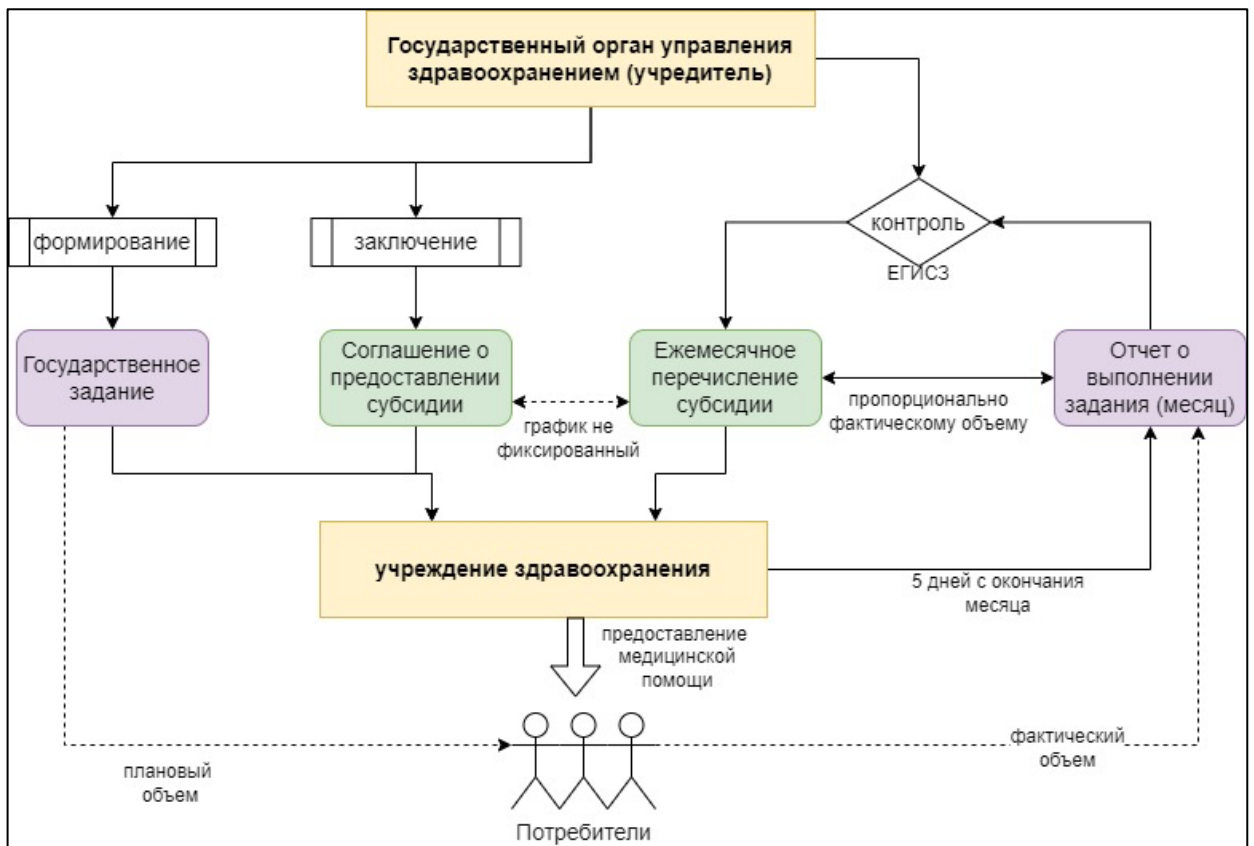 Государственный орган управления
здравоохранением (учредитель)
формирование
заключение
контроль
ЕГИСЗ
Государственное
задание
Соглашение о
предоставлении
субсидии
Ежемесячное
перечисление
субсидии
Отчет о
выполнении
задания (месяц)
график не
фиксированный
пропорционально
фактическому объему
учреждение здравоохранения
5 дней с окончания
месяца
предоставление
медицинской
помощи
плановый
объем
фактический
объем
Потребители